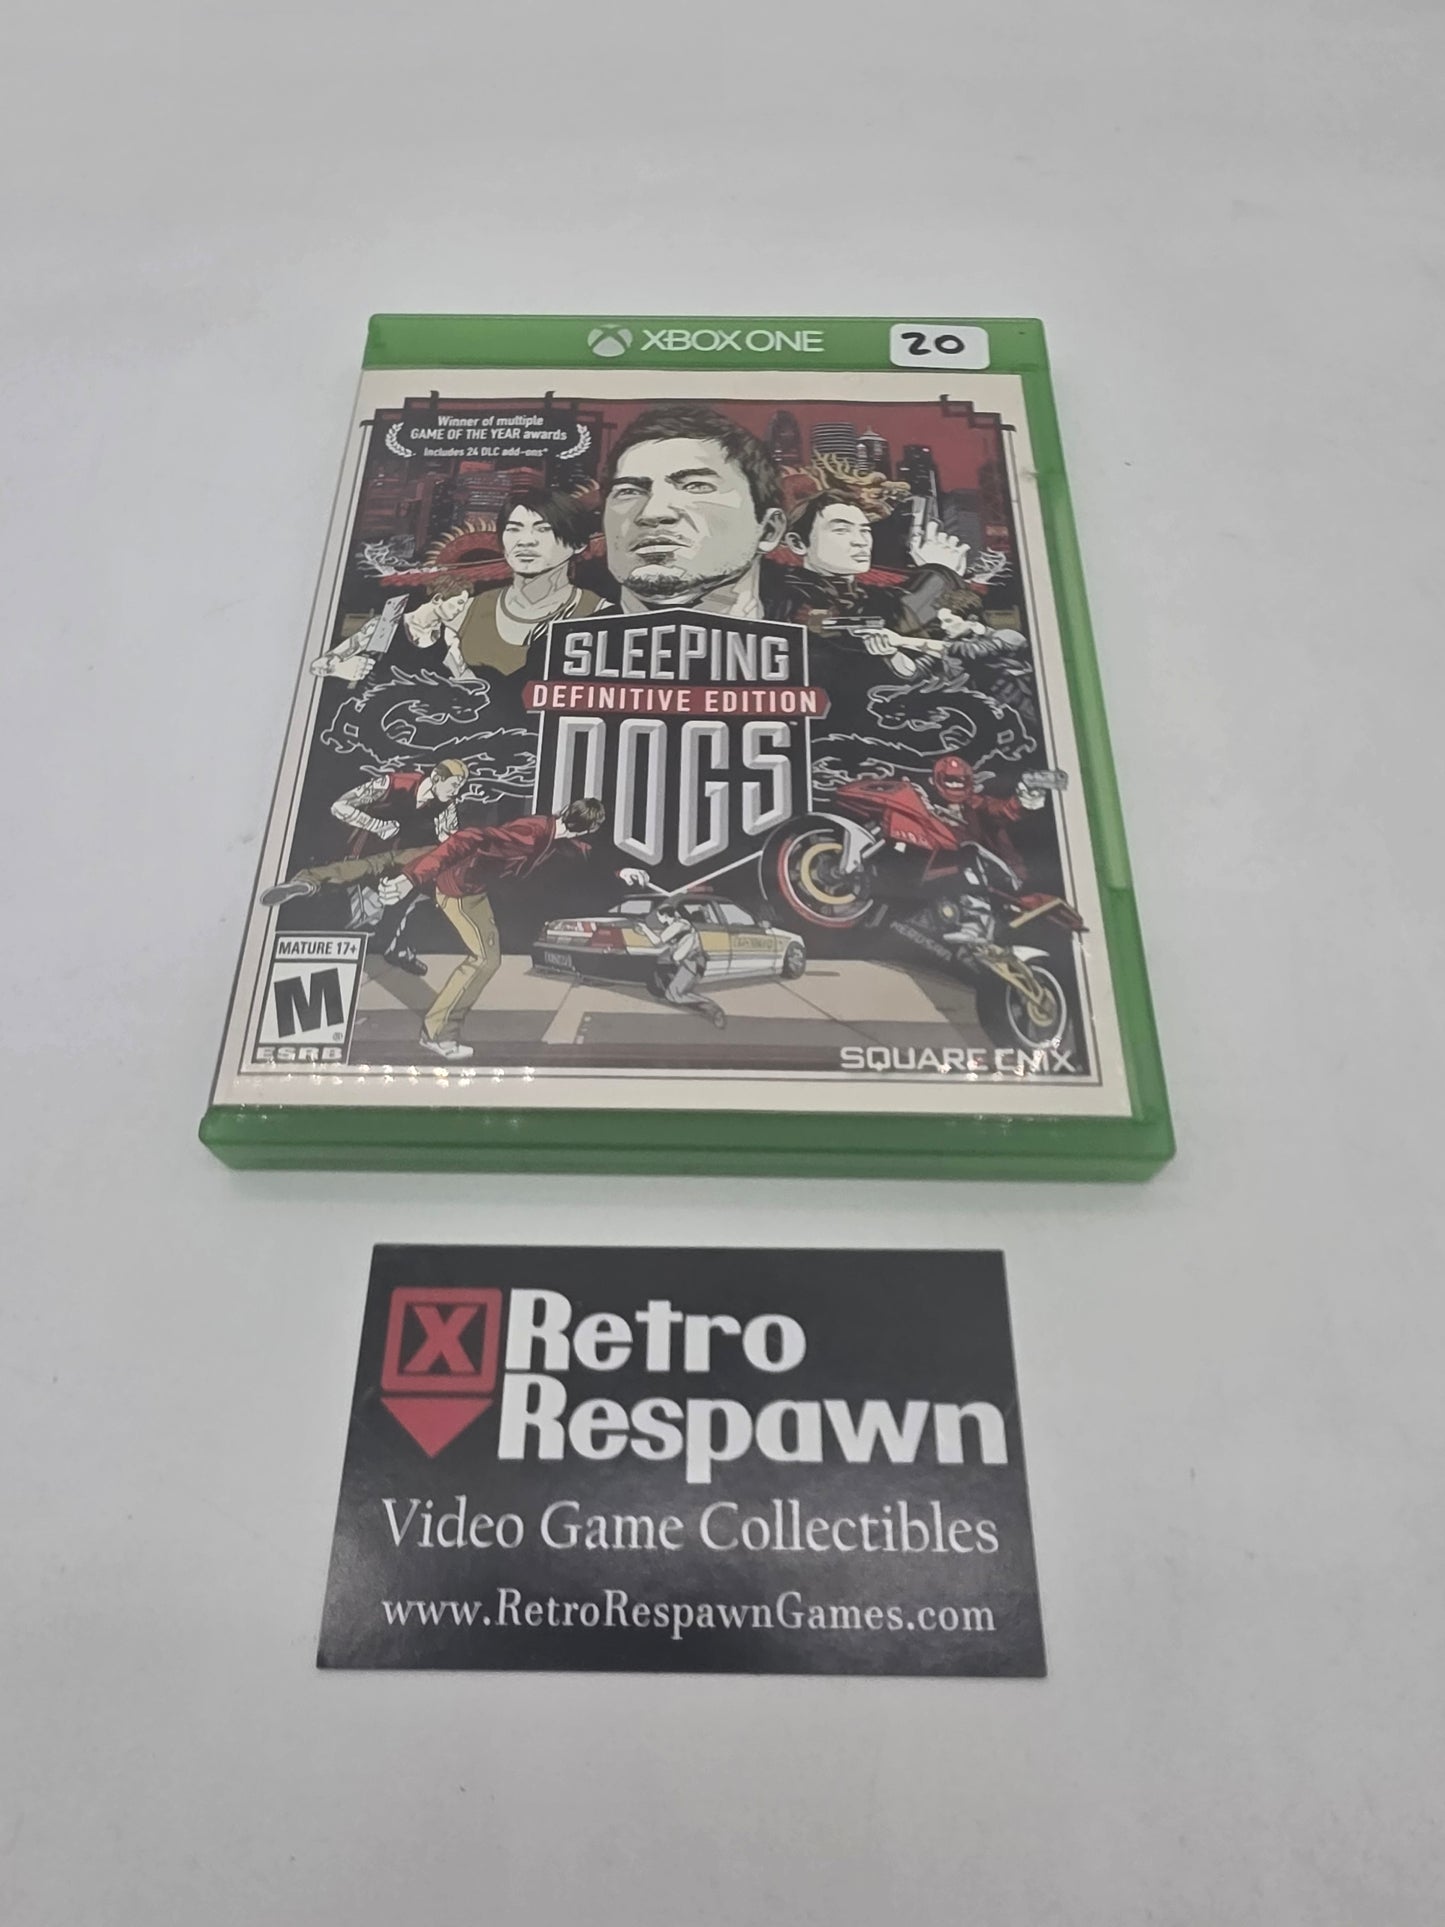 XBOX ONE
20
Winner of multiple
GAME OF THE YEAR awards
Includes 24 DLC add-ons*
SLEEPING
DEFINITIVE EDITION
DOGS™
MATURE 17+
M
ESRB
SQUARE ENIX®
X
Retro
Respawn
Video Game Collectibles
www.RetroRespawnGames.com